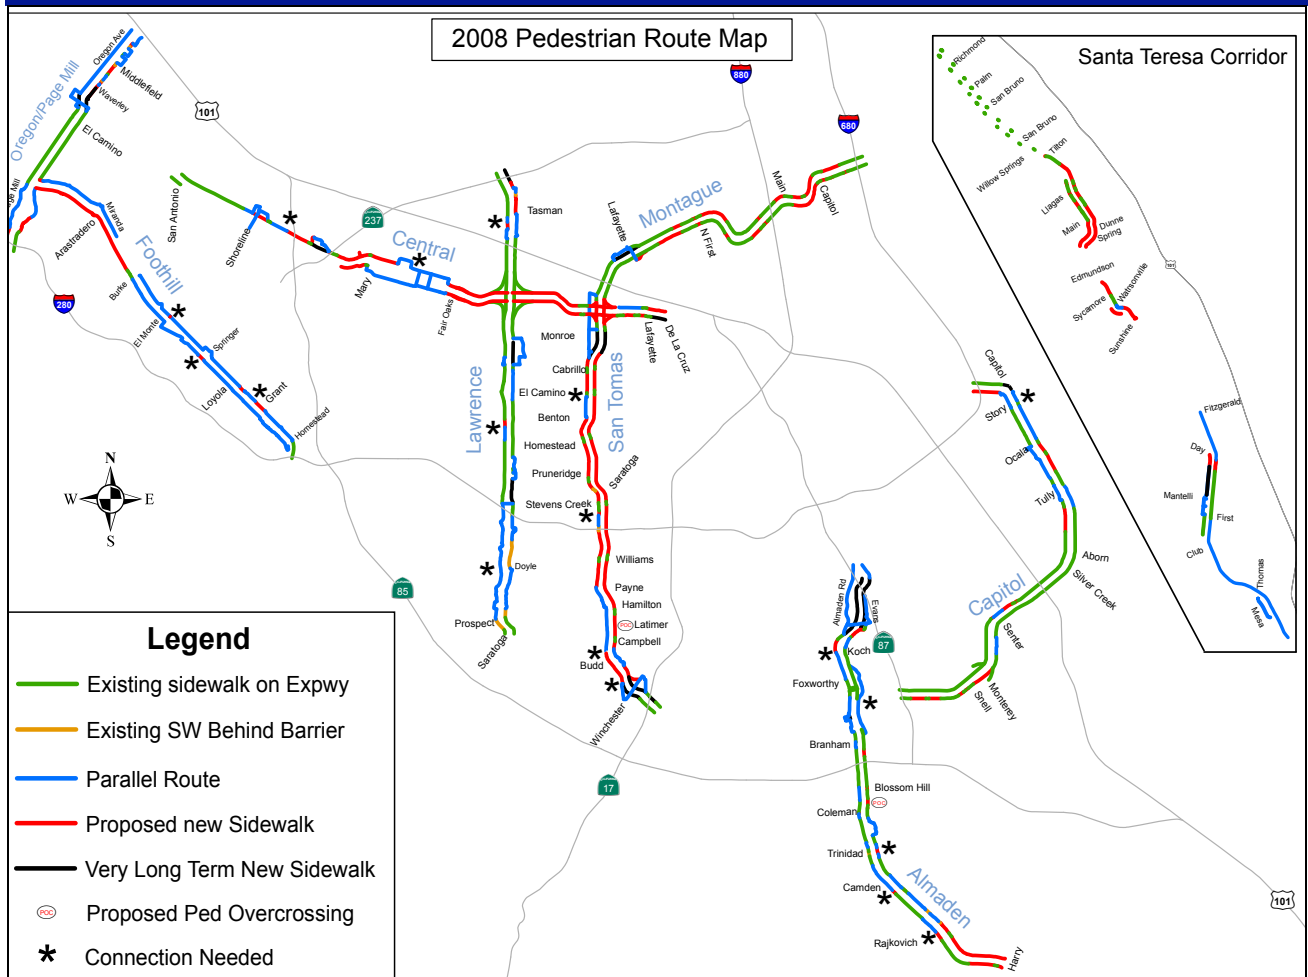 2008 Pedestrian Route Map
Santa Teresa Corridor
880
680
101
237
280
85
17
87
101
101
Oregon/Page Mill
Oregon Ave
Middlefield
Waverley
El Camino
Foothill
Miranda
Arastradero
Burke
El Monte
Springer
Loyola
Grant
Homestead
Central
San Antonio
Shoreline
Mary
Fair Oaks
Lafayette
De La Cruz
Lawrence
Tasman
Doyle
Prospect
Saratoga
Montague
Lafayette
N First
Main
Capitol
San Tomas
Monroe
Cabrillo
El Camino
Benton
Homestead
Pruneridge
Saratoga
Stevens Creek
Williams
Payne
Hamilton
POC
Latimer
Campbell
Budd
Winchester
Capitol
Capitol
Story
Ocala
Tully
Aborn
Silver Creek
Senter
Monterey
Snell
Almaden
Almaden Rd
Evans
Koch
Foxworthy
Branham
Blossom Hill
POC
Coleman
Trinidad
Camden
Rajkovich
Harry
Richmond
Palm
San Bruno
San Bruno
Willow Springs
Tilton
Llagas
Main
Dunne
Spring
Edmundson
Watsonville
Sycamore
Sunshine
Fitzgerald
Day
Mantelli
First
Club
Thomas
Mesa
N
W
E
S
Legend
Existing sidewalk on Expwy
Existing SW Behind Barrier
Parallel Route
Proposed new Sidewalk
Very Long Term New Sidewalk
POC
Proposed Ped Overcrossing
* Connection Needed